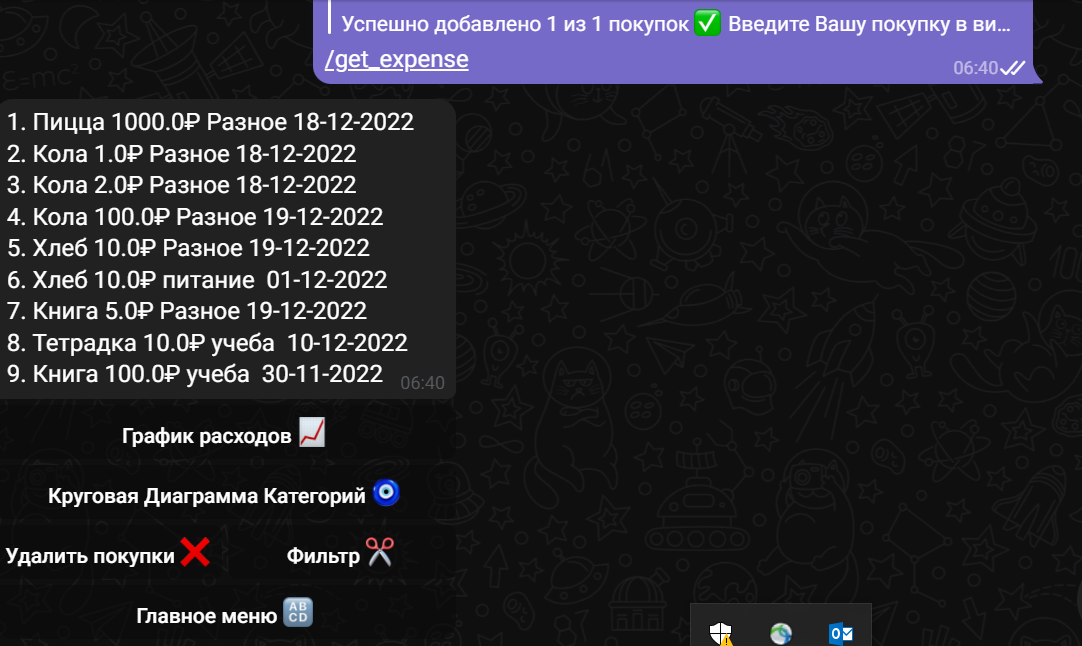 Успешно добавлено 1 из 1 покупок ✅ Введите Вашу покупку в ви...
/get_expense
06:40
1. Пицца 1000.0₽ Разное 18-12-2022
2. Кола 1.0₽ Разное 18-12-2022
3. Кола 2.0₽ Разное 18-12-2022
4. Кола 100.0₽ Разное 19-12-2022
5. Хлеб 10.0₽ Разное 19-12-2022
6. Хлеб 10.0₽ питание  01-12-2022
7. Книга 5.0₽ Разное 19-12-2022
8. Тетрадка 10.0₽ учеба  10-12-2022
9. Книга 100.0₽ учеба  30-11-2022
06:40
График расходов 📈
Круговая Диаграмма Категорий 🧿
Удалить покупки ❌ Фильтр ✂️
Главное меню 🔠